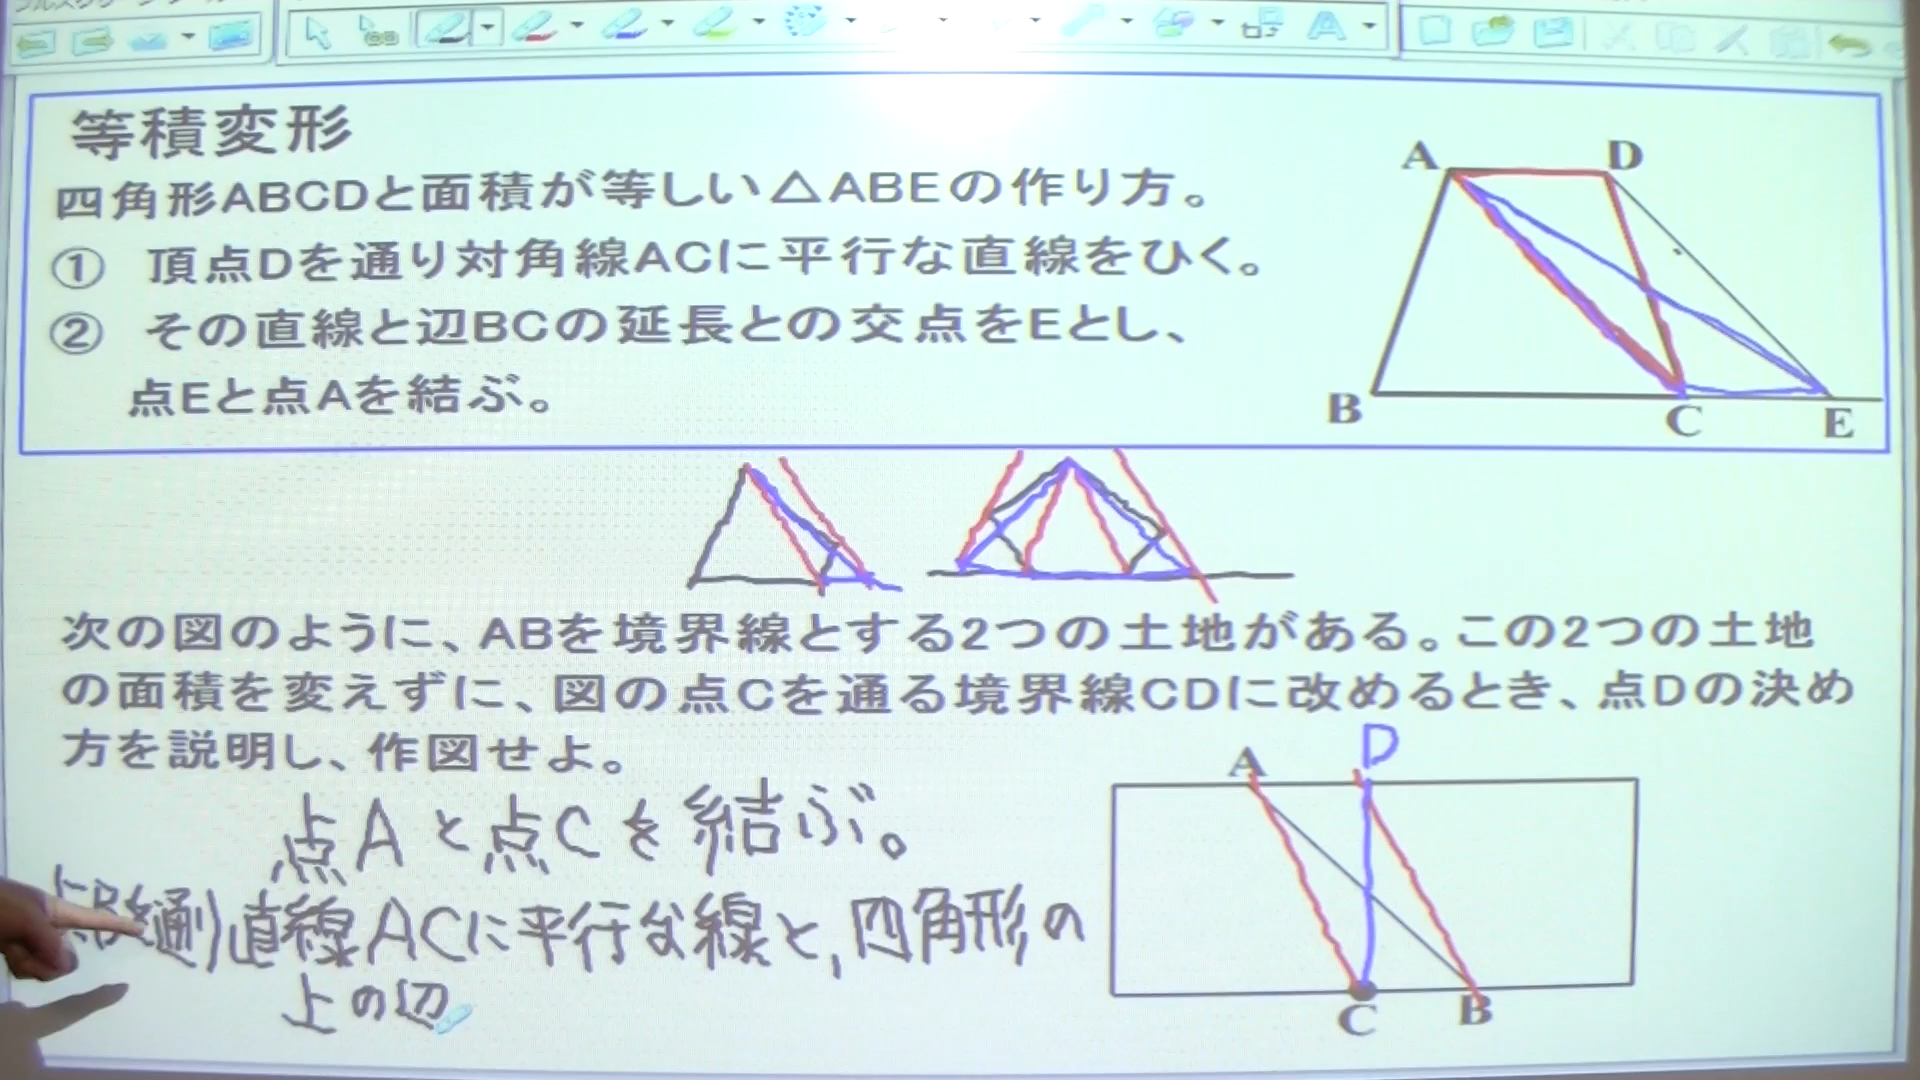 等積変形
四角形ABCDと面積が等しい△ABEの作り方。
① 頂点Dを通り対角線ACに平行な直線をひく。
② その直線と辺BCの延長との交点をEとし、
点Eと点Aを結ぶ。
A D
B C E
次の図のように、ABを境界線とする2つの土地がある。この2つの土地
の面積を変えずに、図の点Cを通る境界線CDに改めるとき、点Dの決め
方を説明し、作図せよ。
A D
C B
点Aと点Cを結ぶ。
通り直線ACに平行な線と,四角形の
上の辺